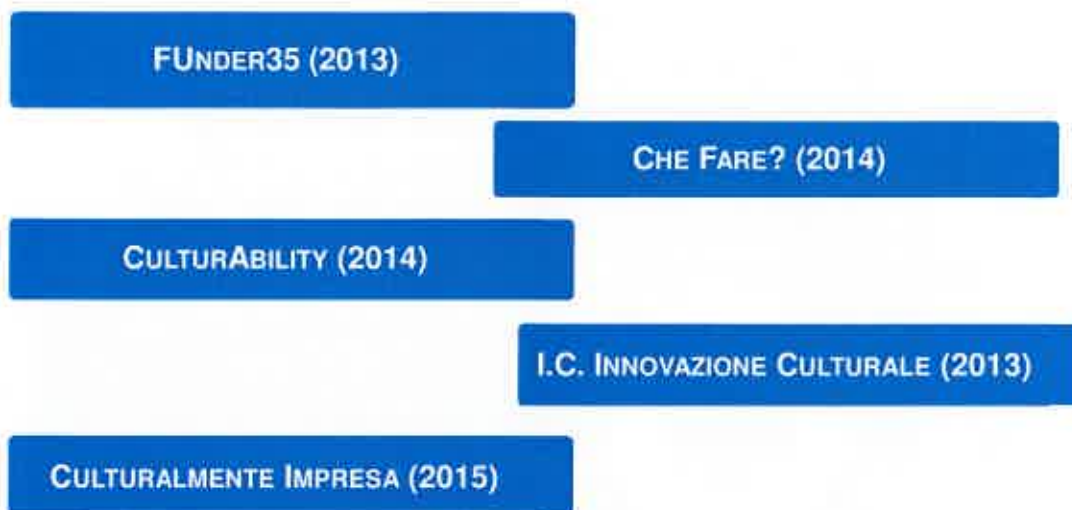 FUNDER35 (2013)
CHE FARE? (2014)
CULTURABILITY (2014)
I.C. INNOVAZIONE CULTURALE (2013)
CULTURALMENTE IMPRESA (2015)